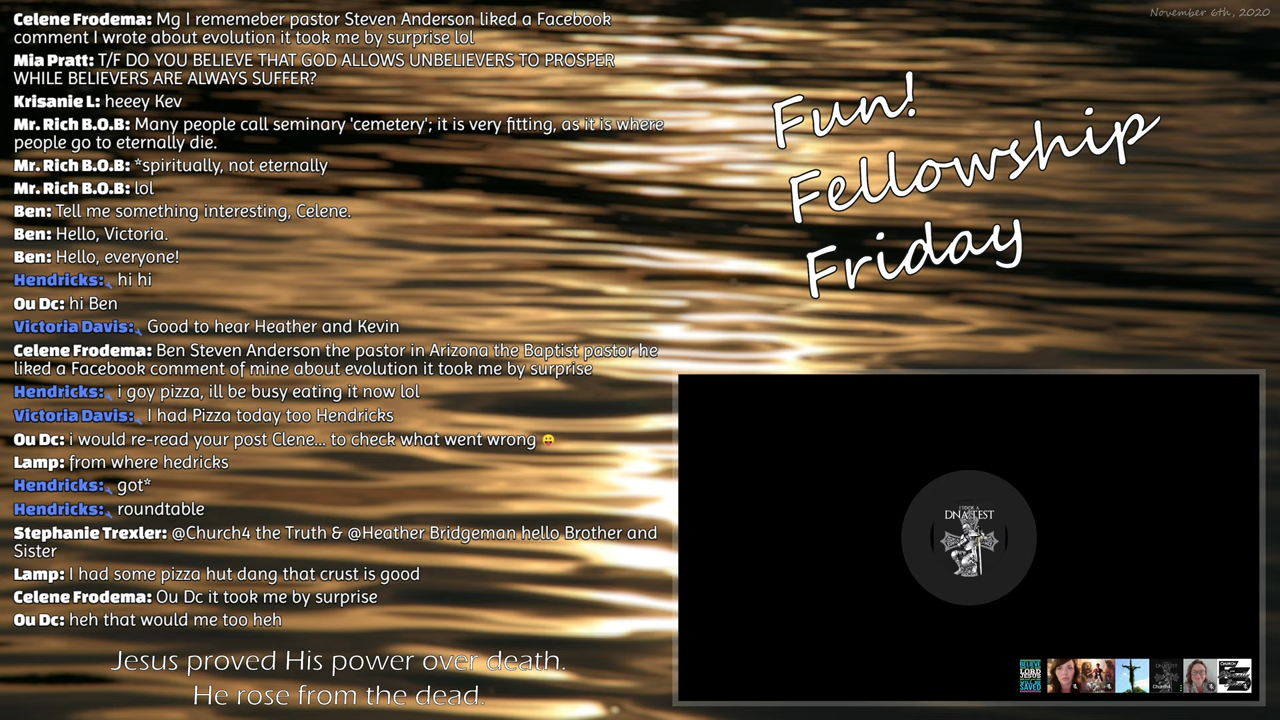 November 6th, 2020
Celene Frodema: Mg I rememeber pastor Steven Anderson liked a Facebook
comment I wrote about evolution it took me by surprise lol
Mia Pratt: T/F DO YOU BELIEVE THAT GOD ALLOWS UNBELIEVERS TO PROSPER
WHILE BELIEVERS ARE ALWAYS SUFFER?
Krisanie L: heeey Kev
Mr. Rich B.O.B: Many people call seminary 'cemetery'; it is very fitting, as it is where
people go to eternally die.
Mr. Rich B.O.B: *spiritually, not eternally
Mr. Rich B.O.B: lol
Ben: Tell me something interesting, Celene.
Ben: Hello, Victoria.
Ben: Hello, everyone!
Hendricks: hi hi
Ou Dc: hi Ben
Victoria Davis: Good to hear Heather and Kevin
Celene Frodema: Ben Steven Anderson the pastor in Arizona the Baptist pastor he
liked a Facebook comment of mine about evolution it took me by surprise
Hendricks: i goy pizza, ill be busy eating it now lol
Victoria Davis: I had Pizza today too Hendricks
Ou Dc: i would re-read your post Clene... to check what went wrong 😛
Lamp: from where hedricks
Hendricks: got*
Hendricks: roundtable
Stephanie Trexler: @Church4 the Truth & @Heather Bridgeman hello Brother and
Sister
Lamp: I had some pizza hut dang that crust is good
Celene Frodema: Ou Dc it took me by surprise
Ou Dc: heh that would me too heh
Jesus proved His power over death.
He rose from the dead.
Fun!
Fellowship
Friday
I TOOK A
DNA TEST
BELIEVE
LORD
JESUS
SAVED
Church4